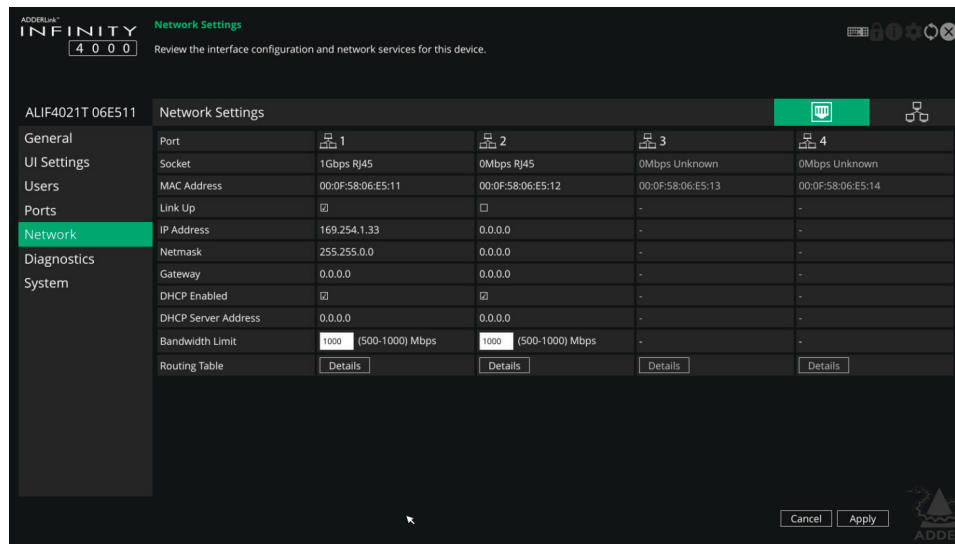 ADDERLink™
INFINITY
4000
Network Settings
Review the interface configuration and network services for this device.
ALIF4021T 06E511
Network Settings
General
UI Settings
Users
Ports
Network
Diagnostics
System
Port 1 2 3 4
Socket 1Gbps RJ45 0Mbps RJ45 0Mbps Unknown 0Mbps Unknown
MAC Address 00:0F:58:06:E5:11 00:0F:58:06:E5:12 00:0F:58:06:E5:13 00:0F:58:06:E5:14
Link Up ☑ ☐ - -
IP Address 169.254.1.33 0.0.0.0 - -
Netmask 255.255.0.0 0.0.0.0 - -
Gateway 0.0.0.0 0.0.0.0 - -
DHCP Enabled ☑ ☑ - -
DHCP Server Address 0.0.0.0 0.0.0.0 - -
Bandwidth Limit 1000 (500-1000) Mbps 1000 (500-1000) Mbps - -
Routing Table Details Details Details Details
Cancel Apply
ADDE